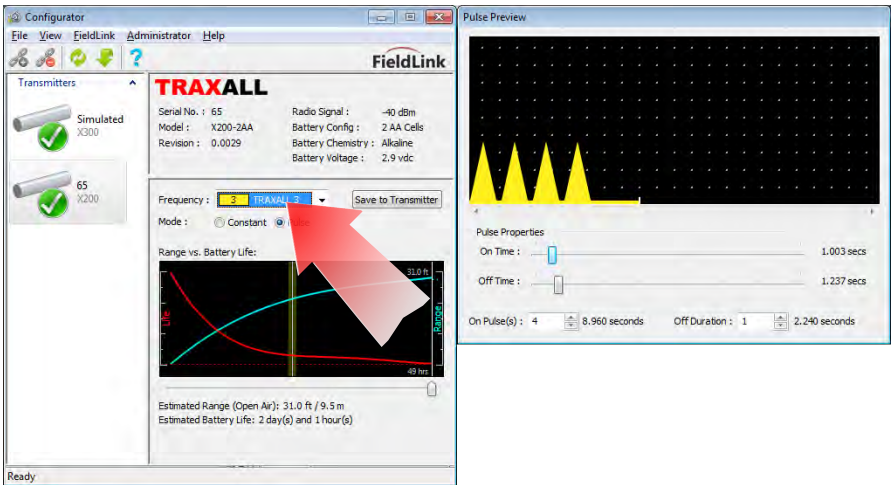 Configurator
File View FieldLink Administrator Help
FieldLink
Transmitters
Simulated
X300
65
X200
TRAXALL
Serial No. : 65 Radio Signal : -40 dBm
Model : X200-2AA Battery Config : 2 AA Cells
Revision : 0.0029 Battery Chemistry : Alkaline
Battery Voltage : 2.9 vdc
Frequency : 3 TRAXALL 3 Save to Transmitter
Mode : Constant
Range vs. Battery Life:
31.0 ft
Life
Range
49 hrs
Estimated Range (Open Air): 31.0 ft / 9.5 m
Estimated Battery Life: 2 day(s) and 1 hour(s)
Ready
Pulse Preview
Pulse Properties
On Time : 1.003 secs
Off Time : 1.237 secs
On Pulse(s) : 4 8.960 seconds Off Duration : 1 2.240 seconds